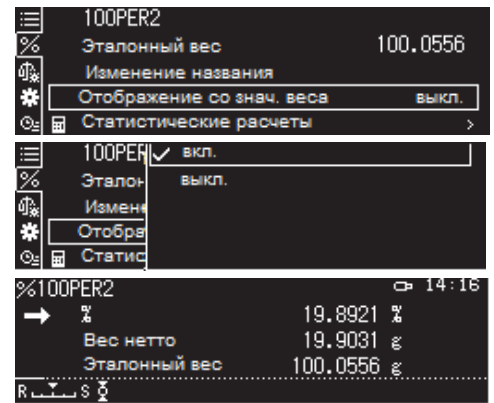 100PER2
Эталонный вес 100.0556
Изменение названия
Отображение со знач. веса выкл.
Статистические расчеты >
100PER ✓ вкл.
Эталон выкл.
Измене
Отобра
Статис
%100PER2 14:16
→ % 19.8921 %
Вес нетто 19.9031 g
Эталонный вес 100.0556 g
R S